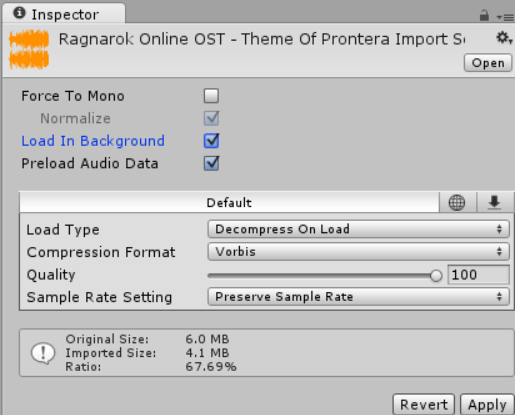 Inspector
Ragnarok Online OST - Theme Of Prontera Import S
Open
Force To Mono
Normalize
Load In Background
Preload Audio Data
Default
Load Type Decompress On Load
Compression Format Vorbis
Quality 100
Sample Rate Setting Preserve Sample Rate
Original Size: 6.0 MB
Imported Size: 4.1 MB
Ratio: 67.69%
Revert Apply